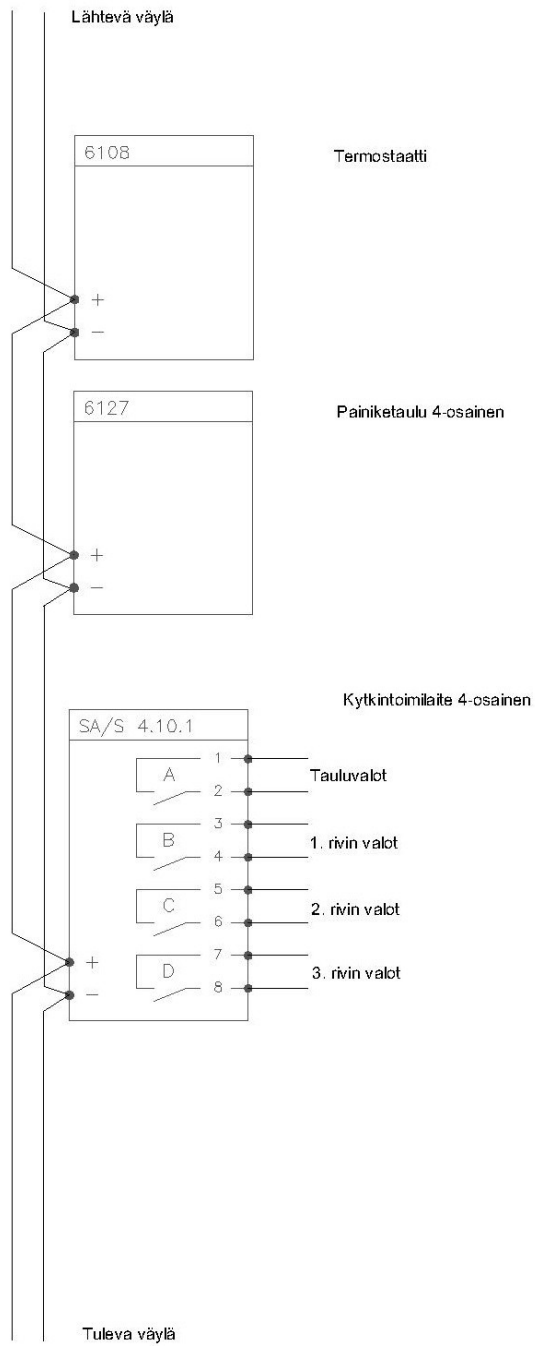 Lähtevä väylä
6108
Termostaatti
+
−
6127
Painiketaulu 4-osainen
+
−
Kytkintoimilaite 4-osainen
SA/S 4.10.1
1
A
Tauluvalot
2
3
B
1. rivin valot
4
5
C
2. rivin valot
6
7
+
D
3. rivin valot
8
−
Tuleva väylä